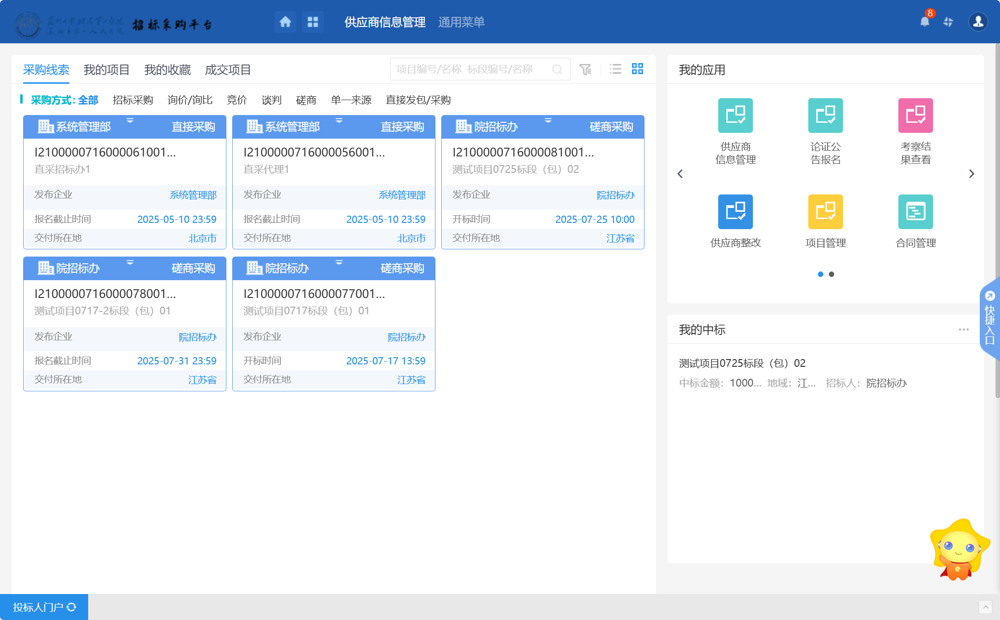 招标采购平台
供应商信息管理 通用菜单
8
采购线索 我的项目 我的收藏 成交项目
项目编号/名称 标段编号/名称
采购方式: 全部 招标采购 询价/询比 竞价 谈判 磋商 单一来源 直接发包/采购
系统管理部 直接采购
I2100000716000061001...
直采招标办1
发布企业 系统管理部
报名截止时间 2025-05-10 23:59
交付所在地 北京市
系统管理部 直接采购
I2100000716000056001...
直采代理1
发布企业 系统管理部
报名截止时间 2025-05-10 23:59
交付所在地 北京市
院招标办 磋商采购
I2100000716000081001...
测试项目0725标段（包）02
发布企业 院招标办
开标时间 2025-07-25 10:00
交付所在地 江苏省
院招标办 磋商采购
I2100000716000078001...
测试项目0717-2标段（包）01
发布企业 院招标办
报名截止时间 2025-07-31 23:59
交付所在地 江苏省
院招标办 磋商采购
I2100000716000077001...
测试项目0717标段（包）01
发布企业 院招标办
开标时间 2025-07-17 13:59
交付所在地 江苏省
我的应用
供应商
信息管理
论证公
告报名
考察结
果查看
供应商整改
项目管理
合同管理
快捷入口
我的中标
测试项目0725标段（包）02
中标金额：1000... 地域：江... 招标人：院招标办
投标人门户